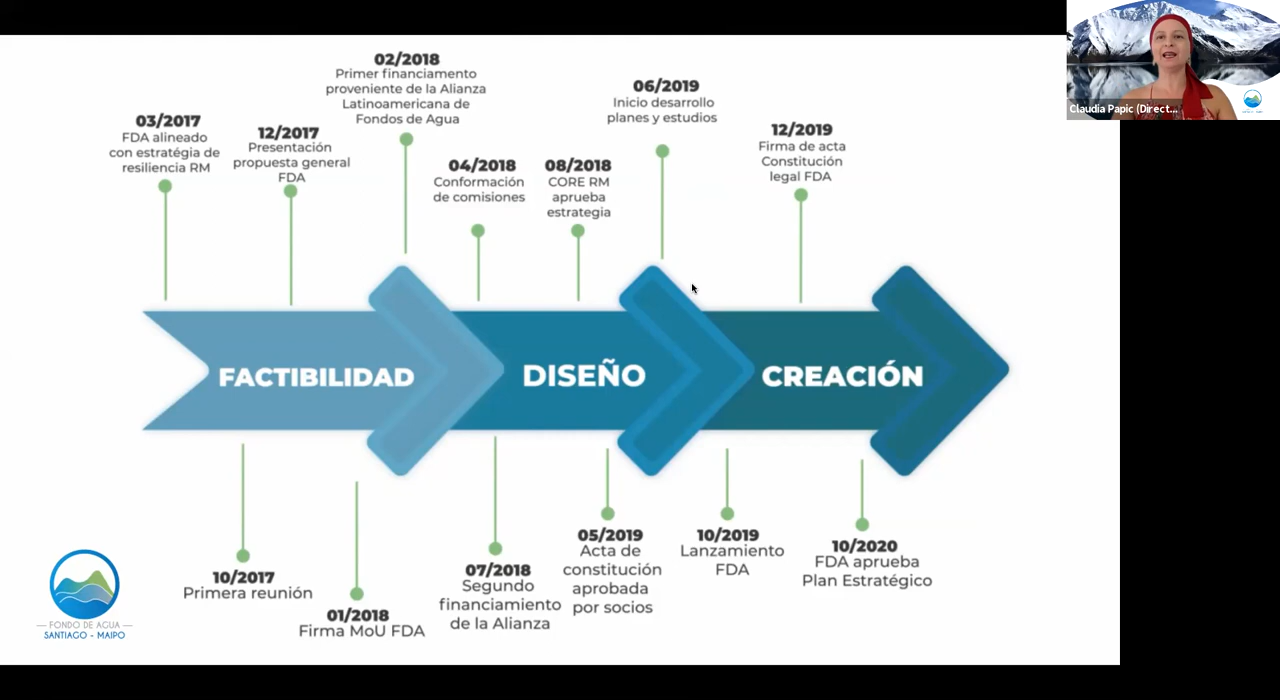 03/2017
FDA alineado
con estratégia de
resiliencia RM
12/2017
Presentación
propuesta general
FDA
02/2018
Primer financiamiento
proveniente de la Alianza
Latinoamericana de
Fondos de Agua
04/2018
Conformación
de comisiones
08/2018
CORE RM
aprueba
estrategia
06/2019
Inicio desarrollo
planes y estudios
12/2019
Firma de acta
Constitución
legal FDA
Claudia Papic (Direct...
FACTIBILIDAD
DISEÑO
CREACIÓN
10/2017
Primera reunión
01/2018
Firma MoU FDA
07/2018
Segundo
financiamiento
de la Alianza
05/2019
Acta de
constitución
aprobada
por socios
10/2019
Lanzamiento
FDA
10/2020
FDA aprueba
Plan Estratégico
FONDO DE AGUA
SANTIAGO - MAIPO